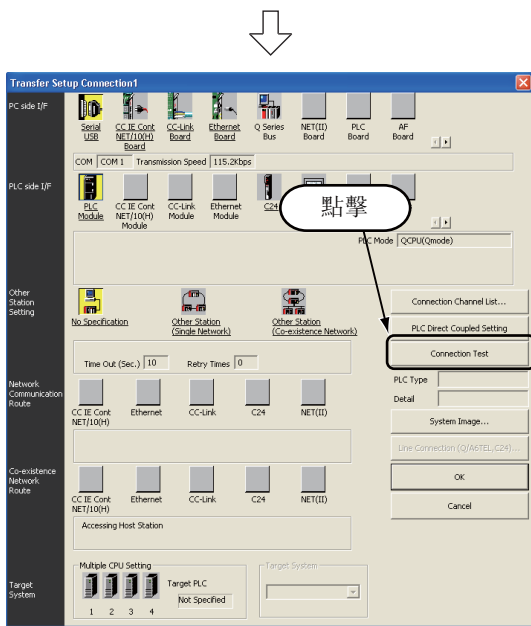 Transfer Setup Connection1
PC side I/F
Serial USB
CC IE Cont NET/10(H) Board
CC-Link Board
Ethernet Board
Q Series Bus
NET(II) Board
PLC Board
AF Board
COM COM 1 Transmission Speed 115.2Kbps
PLC side I/F
PLC Module
CC IE Cont NET/10(H) Module
CC-Link Module
Ethernet Module
C24
點擊
PLC Mode QCPU(Qmode)
Other Station Setting
No Specification
Other Station (Single Network)
Other Station (Co-existence Network)
Time Out (Sec.) 10 Retry Times 0
Connection Channel List...
PLC Direct Coupled Setting
Connection Test
PLC Type
Detail
System Image...
Line Connection (Q/A6TEL,C24)...
OK
Cancel
Network Communication Route
CC IE Cont NET/10(H)
Ethernet
CC-Link
C24
NET(II)
Co-existence Network Route
CC IE Cont NET/10(H)
Ethernet
CC-Link
C24
NET(II)
Accessing Host Station
Target System
Multiple CPU Setting
1 2 3 4
Target PLC
Not Specified
Target System